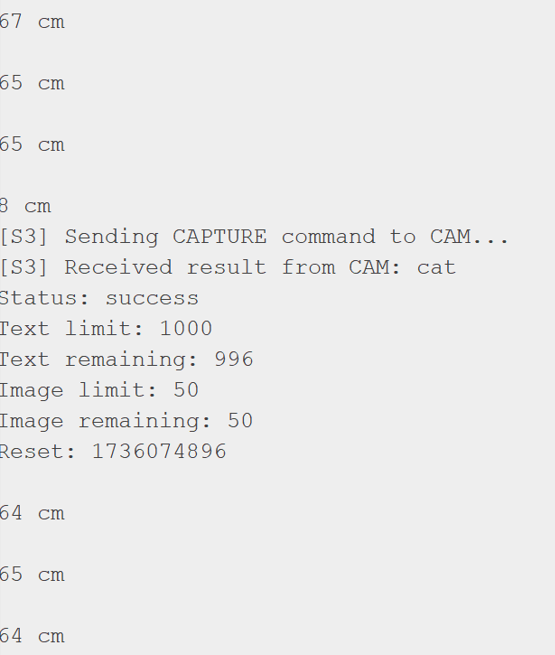 67 cm
65 cm
65 cm
8 cm
[S3] Sending CAPTURE command to CAM...
[S3] Received result from CAM: cat
Status: success
Text limit: 1000
Text remaining: 996
Image limit: 50
Image remaining: 50
Reset: 1736074896
64 cm
65 cm
64 cm